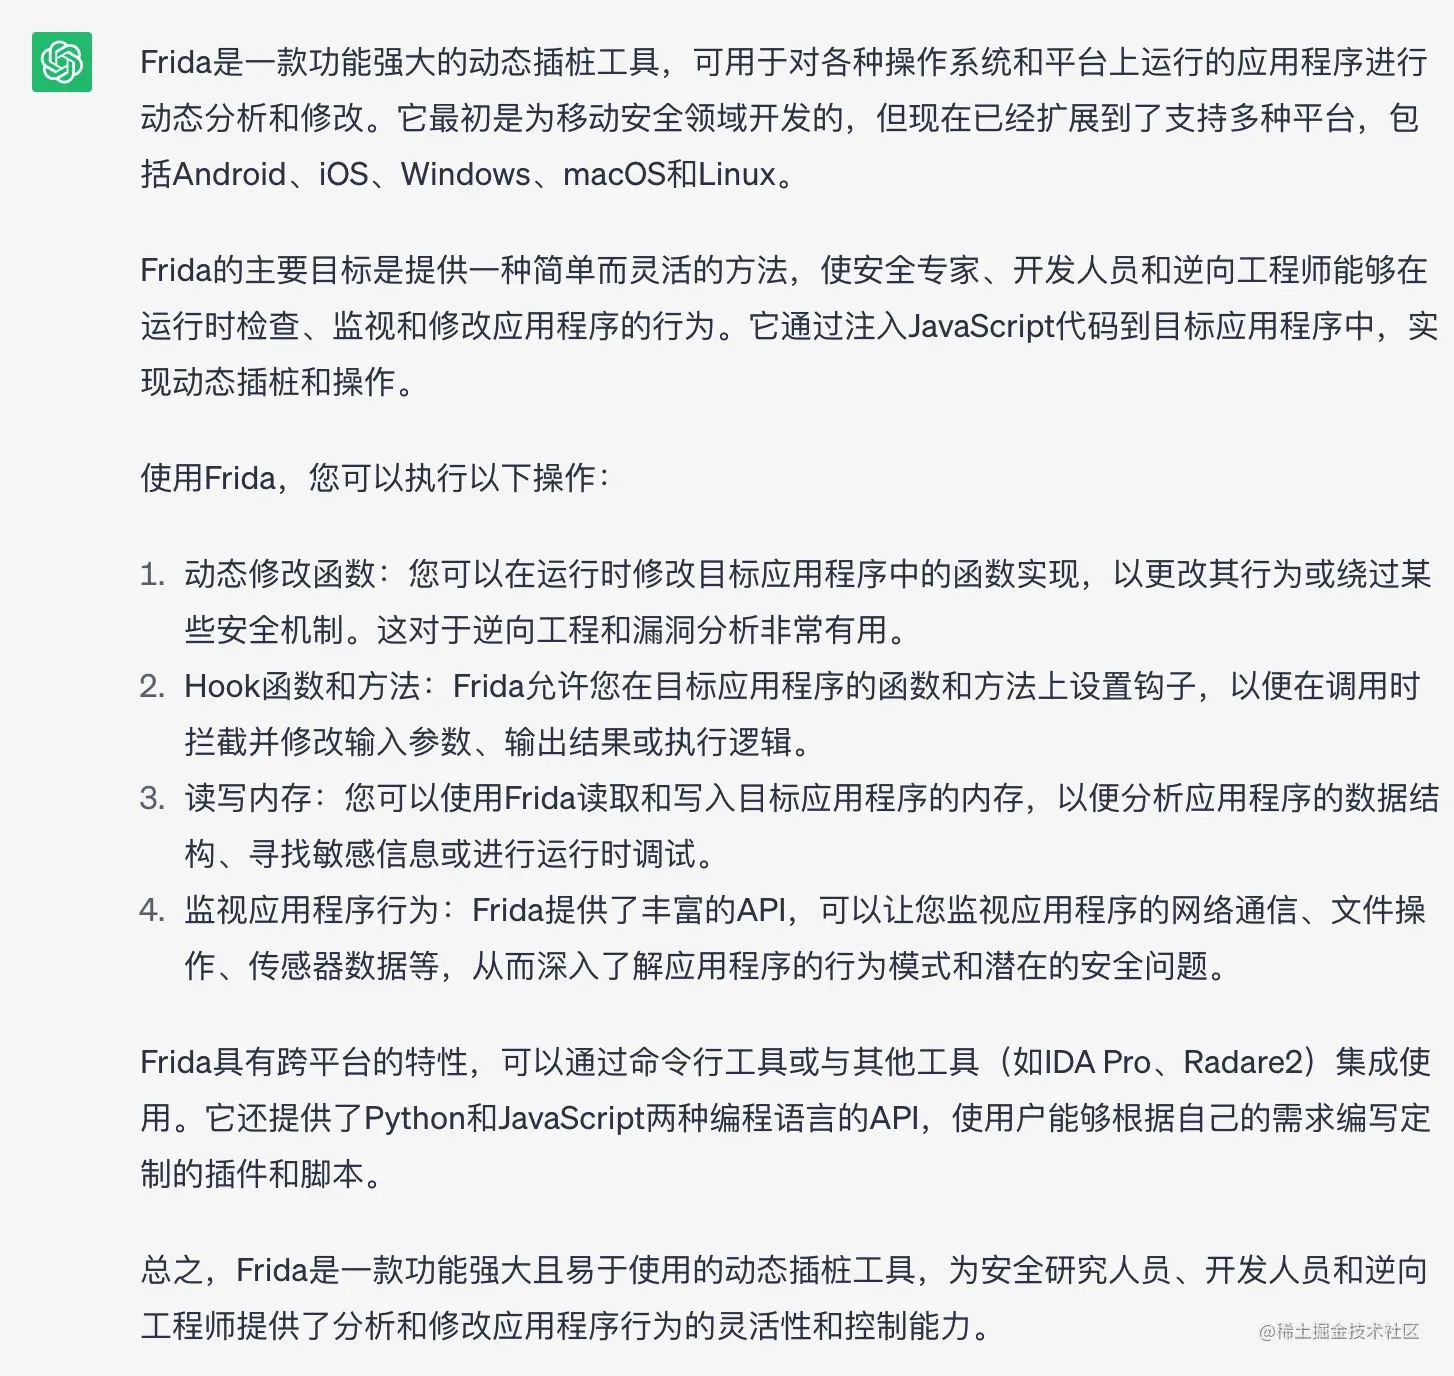 Frida是一款功能强大的动态插桩工具，可用于对各种操作系统和平台上运行的应用程序进行
动态分析和修改。它最初是为移动安全领域开发的，但现在已经扩展到了支持多种平台，包
括Android、iOS、Windows、macOS和Linux。
Frida的主要目标是提供一种简单而灵活的方法，使安全专家、开发人员和逆向工程师能够在
运行时检查、监视和修改应用程序的行为。它通过注入JavaScript代码到目标应用程序中，实
现动态插桩和操作。
使用Frida，您可以执行以下操作：
1. 动态修改函数：您可以在运行时修改目标应用程序中的函数实现，以更改其行为或绕过某
些安全机制。这对于逆向工程和漏洞分析非常有用。
2. Hook函数和方法：Frida允许您在目标应用程序的函数和方法上设置钩子，以便在调用时
拦截并修改输入参数、输出结果或执行逻辑。
3. 读写内存：您可以使用Frida读取和写入目标应用程序的内存，以便分析应用程序的数据结
构、寻找敏感信息或进行运行时调试。
4. 监视应用程序行为：Frida提供了丰富的API，可以让您监视应用程序的网络通信、文件操
作、传感器数据等，从而深入了解应用程序的行为模式和潜在的安全问题。
Frida具有跨平台的特性，可以通过命令行工具或与其他工具（如IDA Pro、Radare2）集成使
用。它还提供了Python和JavaScript两种编程语言的API，使用户能够根据自己的需求编写定
制的插件和脚本。
总之，Frida是一款功能强大且易于使用的动态插桩工具，为安全研究人员、开发人员和逆向
工程师提供了分析和修改应用程序行为的灵活性和控制能力。
@稀土掘金技术社区